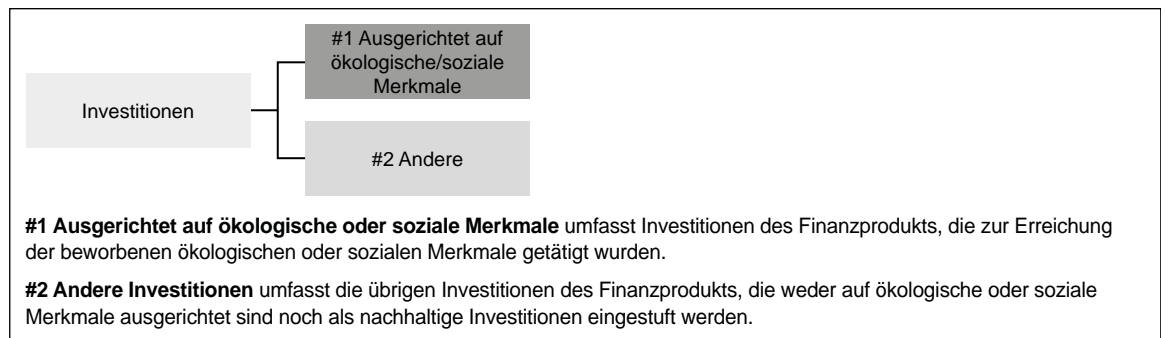 #1 Ausgerichtet auf
ökologische/soziale
Merkmale
Investitionen
#2 Andere
#1 Ausgerichtet auf ökologische oder soziale Merkmale umfasst Investitionen des Finanzprodukts, die zur Erreichung
der beworbenen ökologischen oder sozialen Merkmale getätigt wurden.
#2 Andere Investitionen umfasst die übrigen Investitionen des Finanzprodukts, die weder auf ökologische oder soziale
Merkmale ausgerichtet sind noch als nachhaltige Investitionen eingestuft werden.